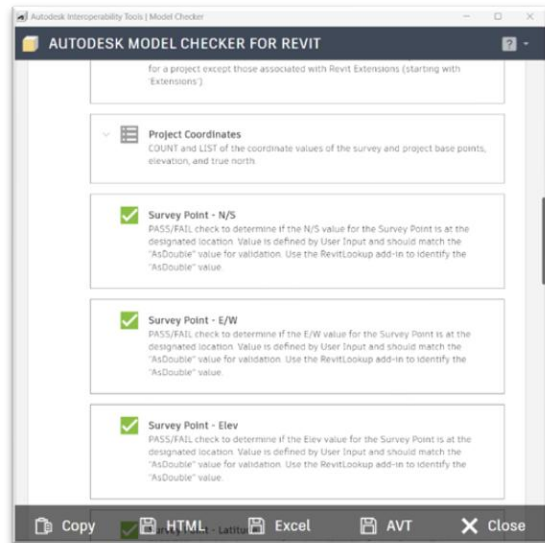 Autodesk Interoperability Tools | Model Checker
AUTODESK MODEL CHECKER FOR REVIT
?
for a project except those associated with Revit Extensions (starting with
'Extensions')
Project Coordinates
COUNT and LIST of the coordinate values of the survey and project base points,
elevation, and true north.
Survey Point - N/S
PASS/FAIL check to determine if the N/S value for the Survey Point is at the
designated location. Value is defined by User Input and should match the
"AsDouble" value for validation. Use the RevitLookup add-in to identify the
"AsDouble" value.
Survey Point - E/W
PASS/FAIL check to determine if the E/W value for the Survey Point is at the
designated location. Value is defined by User Input and should match the
"AsDouble" value for validation. Use the RevitLookup add-in to identify the
"AsDouble" value.
Survey Point - Elev
PASS/FAIL check to determine if the Elev value for the Survey Point is at the
designated location. Value is defined by User Input and should match the
"AsDouble" value for validation. Use the RevitLookup add-in to identify the
"AsDouble" value.
Survey Point - Latitu
Copy HTML Excel AVT Close